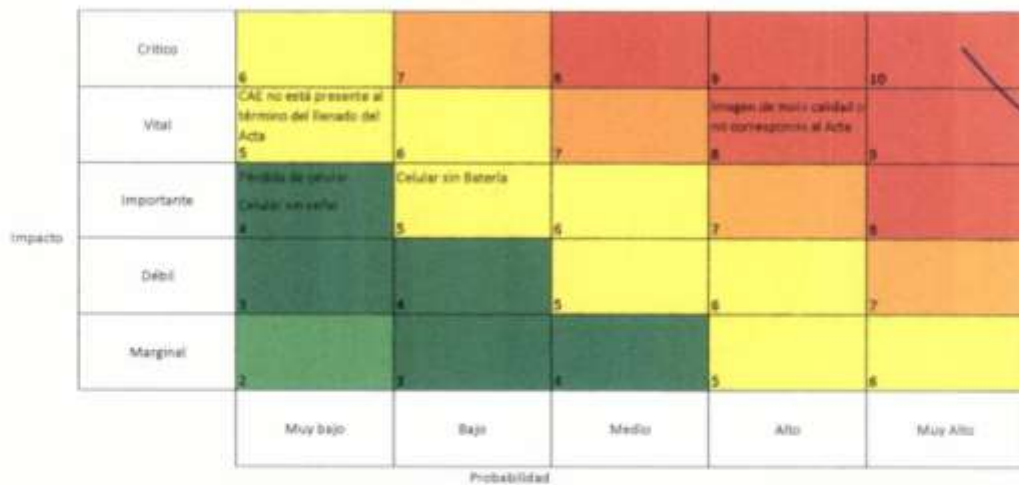 Crítico
6 7 8 9 10
Vital
CAE no está presente al
término del llenado del
Acta
5 6 7
Imagen de mala calidad o
no corresponde al Acta
8 9
Importante
Pérdida de celular
Celular sin señal
4
Celular sin Batería
5 6 7 8
Impacto
Débil
3 4 5 6 7
Marginal
2 3 4 5 6
Muy bajo Bajo Medio Alto Muy Alto
Probabilidad